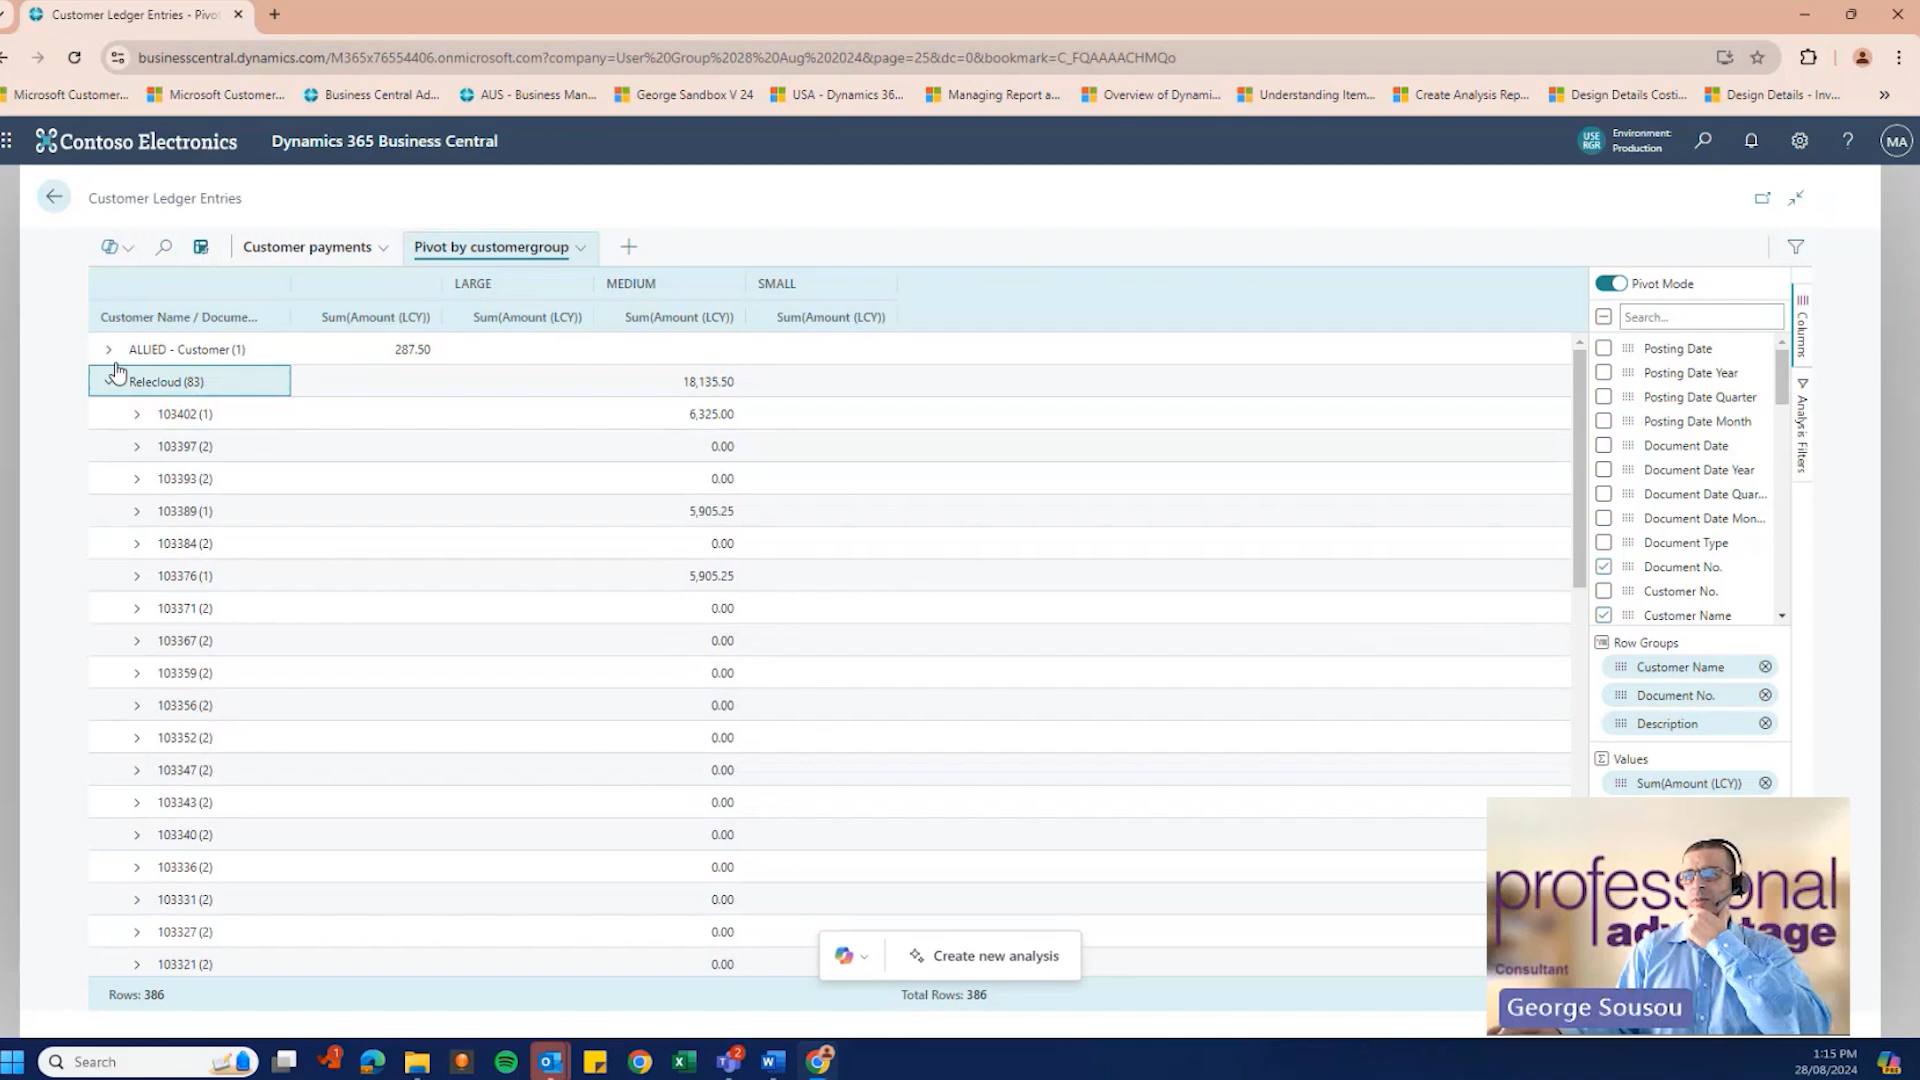 Customer Ledger Entries - Pivo
businesscentral.dynamics.com/M365x76554406.onmicrosoft.com?company=User%20Group%2028%20Aug%202024&page=25&dc=0&bookmark=C_FQAAAACHMQo
Microsoft Customer...
Microsoft Customer...
Business Central Ad...
AUS - Business Man...
George Sandbox V 24
USA - Dynamics 36...
Managing Report a...
Overview of Dynami...
Understanding Item...
Create Analysis Rep...
Design Details Costi...
Design Details - Inv...
Contoso Electronics
Dynamics 365 Business Central
USE
RGR
Environment:
Production
MA
Customer Ledger Entries
Customer payments
Pivot by customergroup
LARGE
MEDIUM
SMALL
Customer Name / Docume...
Sum(Amount (LCY))
Sum(Amount (LCY))
Sum(Amount (LCY))
Sum(Amount (LCY))
ALLIED - Customer (1)
287.50
Relecloud (83)
18,135.50
103402 (1)
6,325.00
103397 (2)
0.00
103393 (2)
0.00
103389 (1)
5,905.25
103384 (2)
0.00
103376 (1)
5,905.25
103371 (2)
0.00
103367 (2)
0.00
103359 (2)
0.00
103356 (2)
0.00
103352 (2)
0.00
103347 (2)
0.00
103343 (2)
0.00
103340 (2)
0.00
103336 (2)
0.00
103331 (2)
0.00
103327 (2)
0.00
103321 (2)
0.00
Rows: 386
Total Rows: 386
Create new analysis
Pivot Mode
Search...
Posting Date
Posting Date Year
Posting Date Quarter
Posting Date Month
Document Date
Document Date Year
Document Date Quar...
Document Date Mon...
Document Type
Document No.
Customer No.
Customer Name
Columns
Analysis Filters
Row Groups
Customer Name
Document No.
Description
Values
Sum(Amount (LCY))
professional
advantage
Consultant
George Sousou
Search
1
2
PRE
1:15 PM
28/08/2024